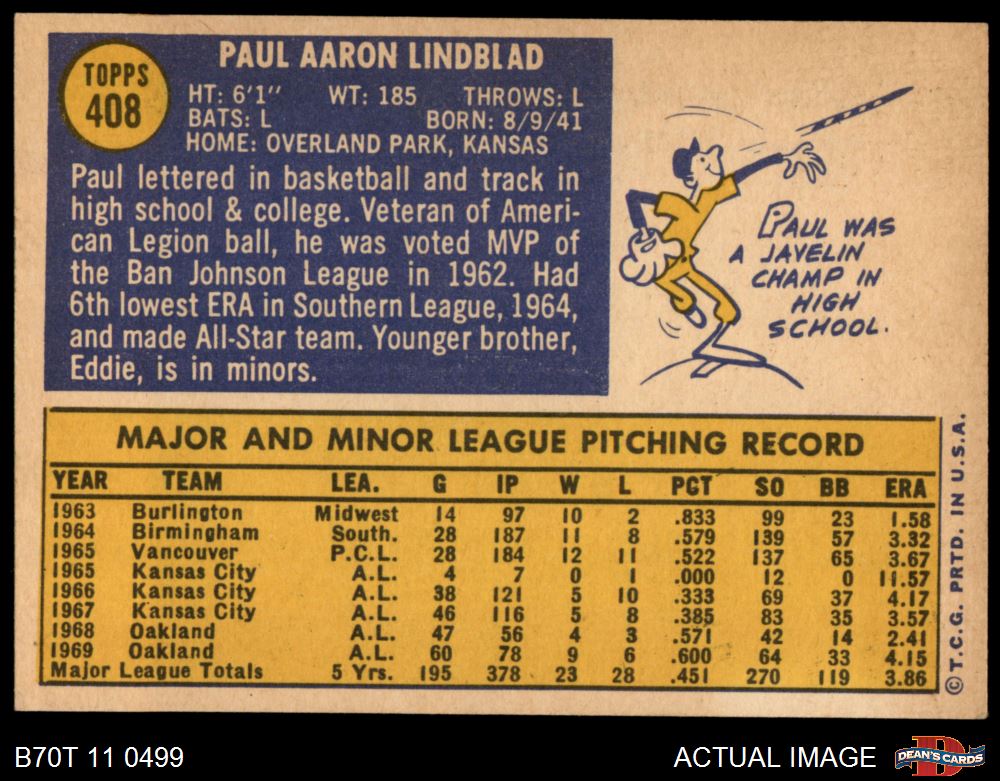 TOPPS
408
PAUL AARON LINDBLAD
HT: 6'1" WT: 185 THROWS: L
BATS: L BORN: 8/9/41
HOME: OVERLAND PARK, KANSAS
Paul lettered in basketball and track in
high school & college. Veteran of Ameri-
can Legion ball, he was voted MVP of
the Ban Johnson League in 1962. Had
6th lowest ERA in Southern League, 1964,
and made All-Star team. Younger brother,
Eddie, is in minors.
PAUL WAS
A JAVELIN
CHAMP IN
HIGH
SCHOOL.
MAJOR AND MINOR LEAGUE PITCHING RECORD
YEAR TEAM LEA. G IP W L PCT SO BB ERA
1963 Burlington Midwest 14 97 10 2 .833 99 23 1.58
1964 Birmingham South. 28 187 11 8 .579 139 57 3.32
1965 Vancouver P.C.L. 28 184 12 11 .522 137 65 3.67
1965 Kansas City A.L. 4 7 0 1 .000 12 0 11.57
1966 Kansas City A.L. 38 121 5 10 .333 69 37 4.17
1967 Kansas City A.L. 46 116 5 8 .385 83 35 3.57
1968 Oakland A.L. 47 56 4 3 .571 42 14 2.41
1969 Oakland A.L. 60 78 9 6 .600 64 33 4.15
Major League Totals 5 Yrs. 195 378 23 28 .451 270 119 3.86
© T.C.G. PRTD. IN U.S.A.
B70T 11 0499
ACTUAL IMAGE
D
DEAN'S CARDS